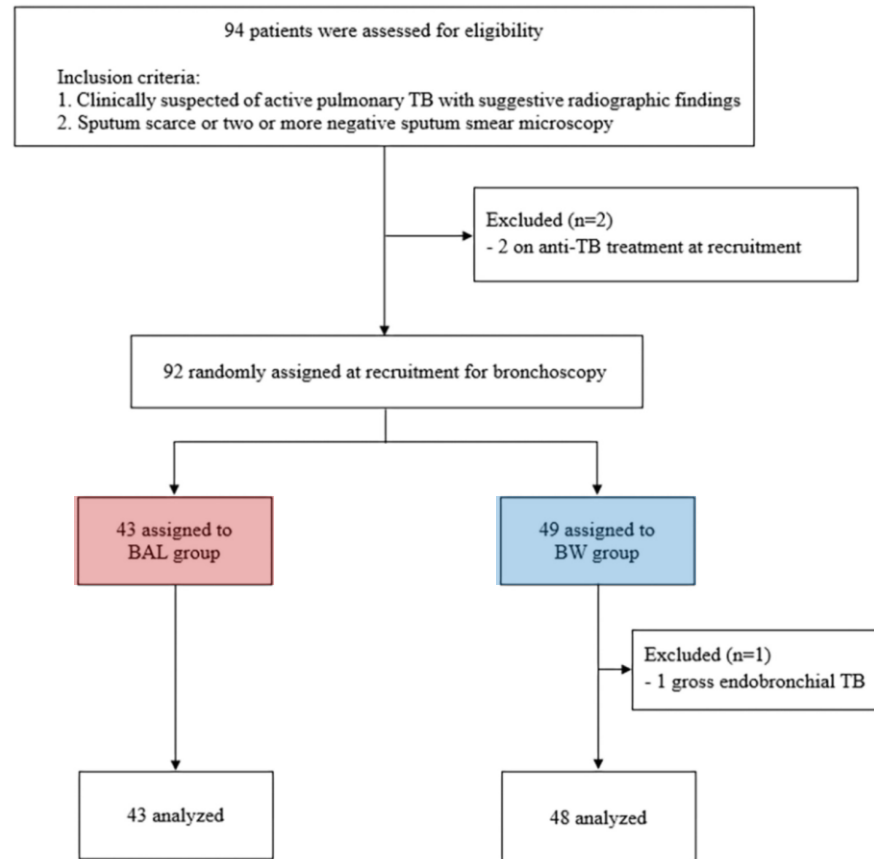 94 patients were assessed for eligibility
Inclusion criteria:
1. Clinically suspected of active pulmonary TB with suggestive radiographic findings
2. Sputum scarce or two or more negative sputum smear microscopy
Excluded (n=2)
- 2 on anti-TB treatment at recruitment
92 randomly assigned at recruitment for bronchoscopy
43 assigned to
BAL group
49 assigned to
BW group
Excluded (n=1)
- 1 gross endobronchial TB
43 analyzed
48 analyzed